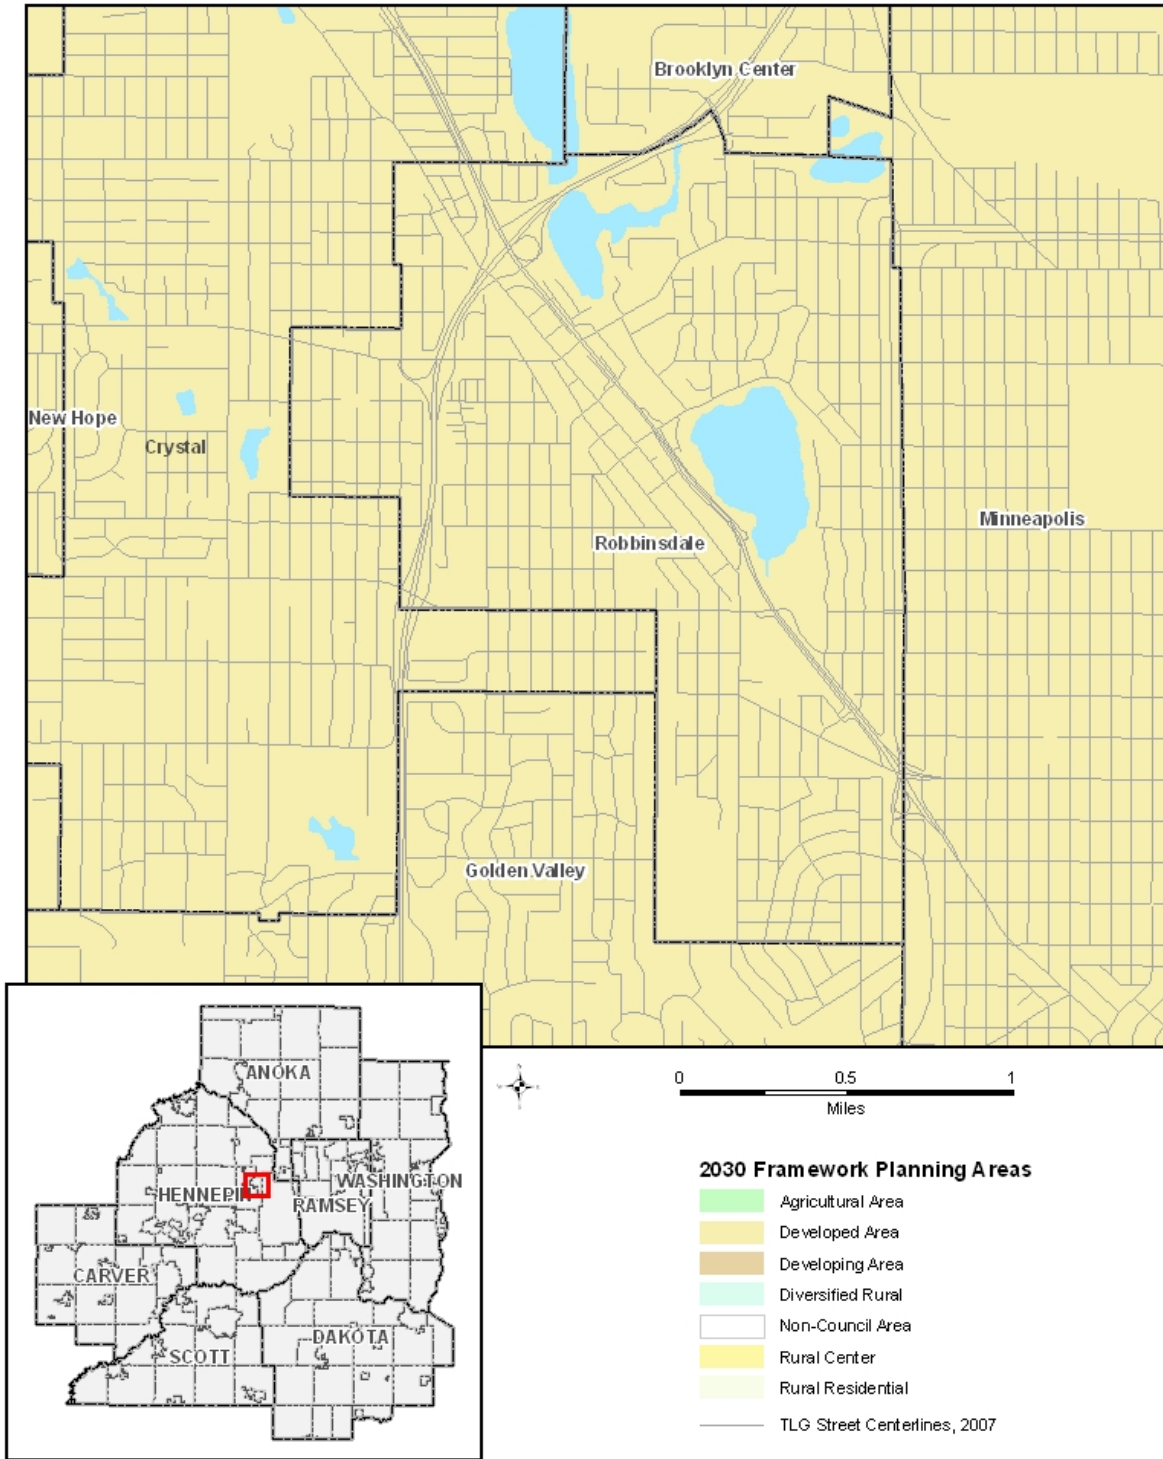 Brooklyn Center
New Hope
Crystal
Minneapolis
Robbinsdale
Golden Valley
ANOKA
HENNEPIN
WASHINGTON
RAMSEY
CARVER
SCOTT
DAKOTA
0 0.5 1
Miles
2030 Framework Planning Areas
Agricultural Area
Developed Area
Developing Area
Diversified Rural
Non-Council Area
Rural Center
Rural Residential
TLG Street Centerlines, 2007